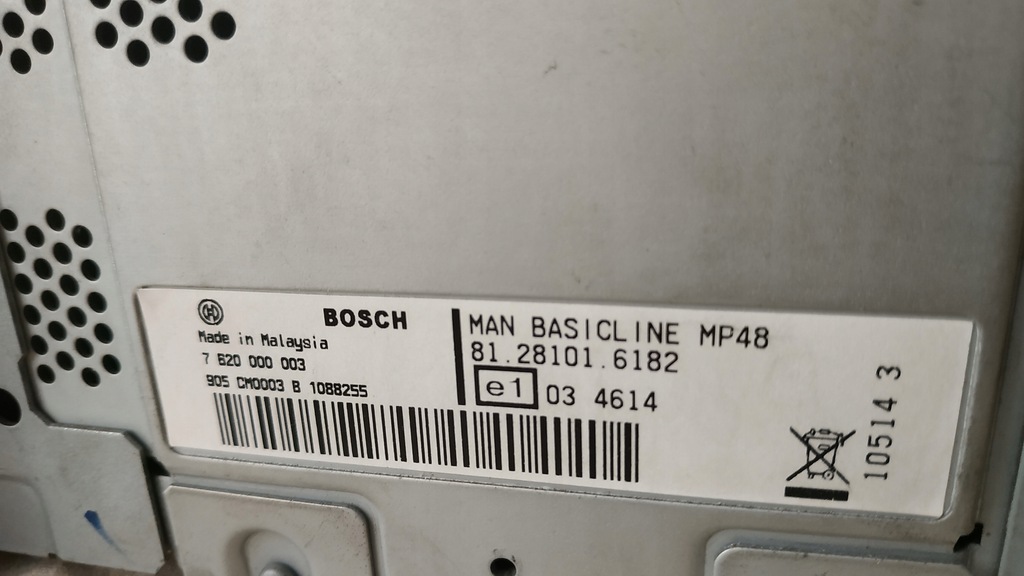 BOSCH
Made in Malaysia
7 620 000 003
905 CM0003 B 1088255
MAN BASICLINE MP48
81.28101.6182
e1 03 4614
10514 3